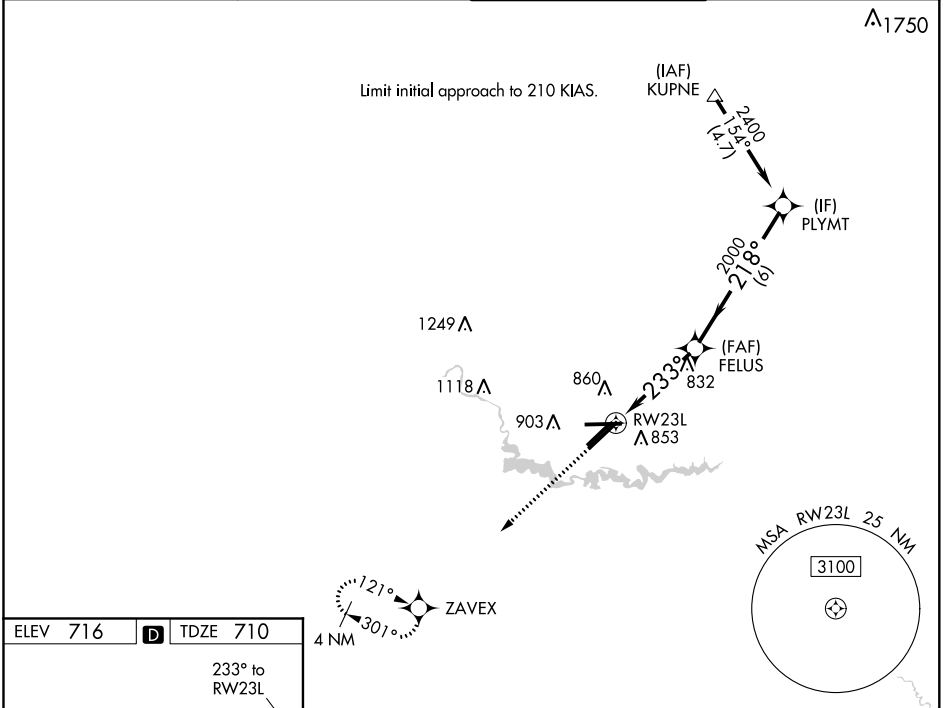 1750
(IAF)
KUPNE
Limit initial approach to 210 KIAS.
2400
154°
(4.7)
(IF)
PLYMT
2000
218°
(6)
1249
(FAF)
FELUS
1118
860
233°
832
903
RW23L
853
MSA RW23L 25 NM
3100
121°
ZAVEX
301°
4 NM
ELEV 716 D TDZE 710
233° to
RW23L